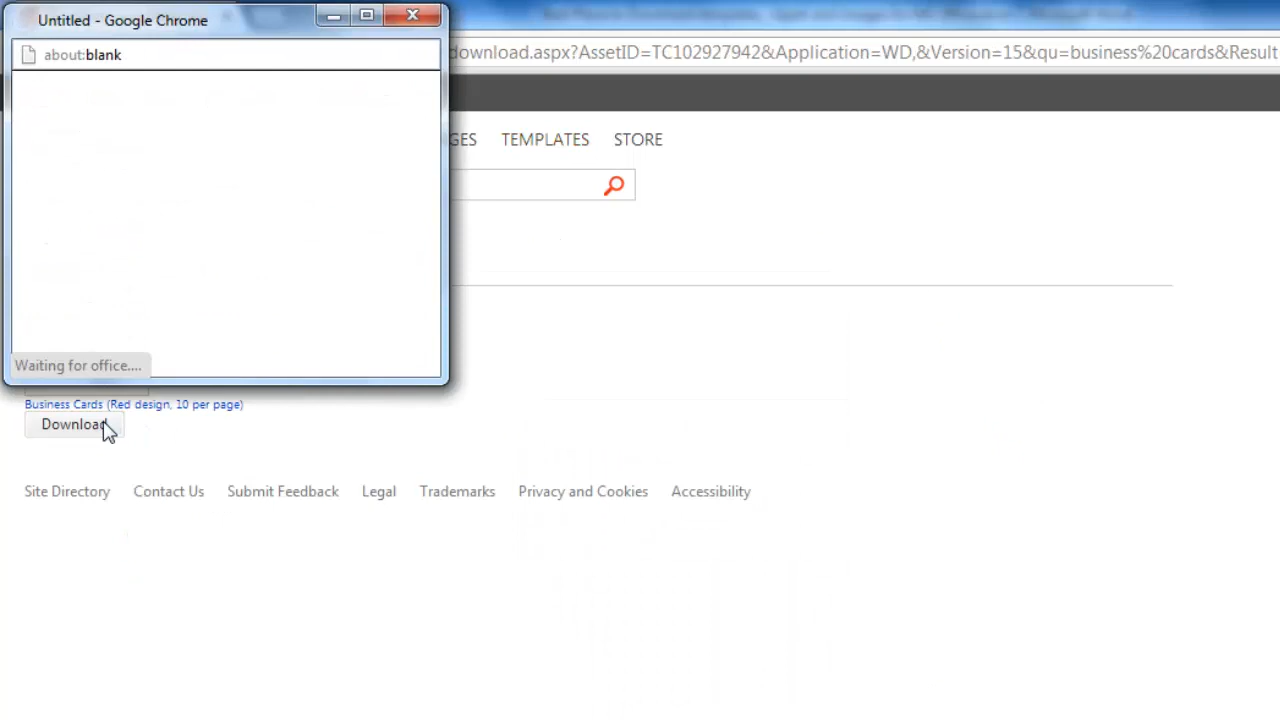 Untitled - Google Chrome
about:blank
download.aspx?AssetID=TC102927942&Application=WD,&Version=15&qu=business%20cards&Result
GES TEMPLATES STORE
Waiting for office....
Business Cards (Red design, 10 per page)
Download
Site Directory Contact Us Submit Feedback Legal Trademarks Privacy and Cookies Accessibility